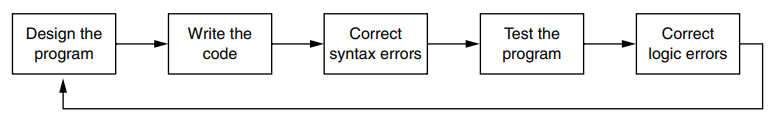 Design the
program
Write the
code
Correct
syntax errors
Test the
program
Correct
logic errors